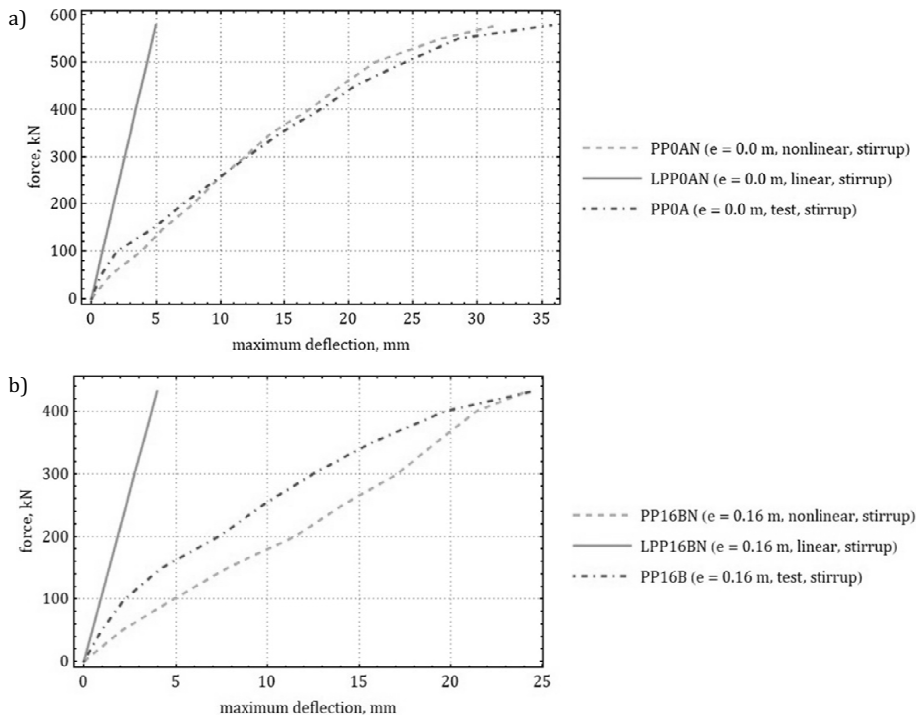 a)
600
500
400
300
200
100
0
force, kN
0 5 10 15 20 25 30 35
maximum deflection, mm
PP0AN (e = 0.0 m, nonlinear, stirrup)
LPP0AN (e = 0.0 m, linear, stirrup)
PP0A (e = 0.0 m, test, stirrup)
b)
400
300
200
100
0
force, kN
0 5 10 15 20 25
maximum deflection, mm
PP16BN (e = 0.16 m, nonlinear, stirrup)
LPP16BN (e = 0.16 m, linear, stirrup)
PP16B (e = 0.16 m, test, stirrup)